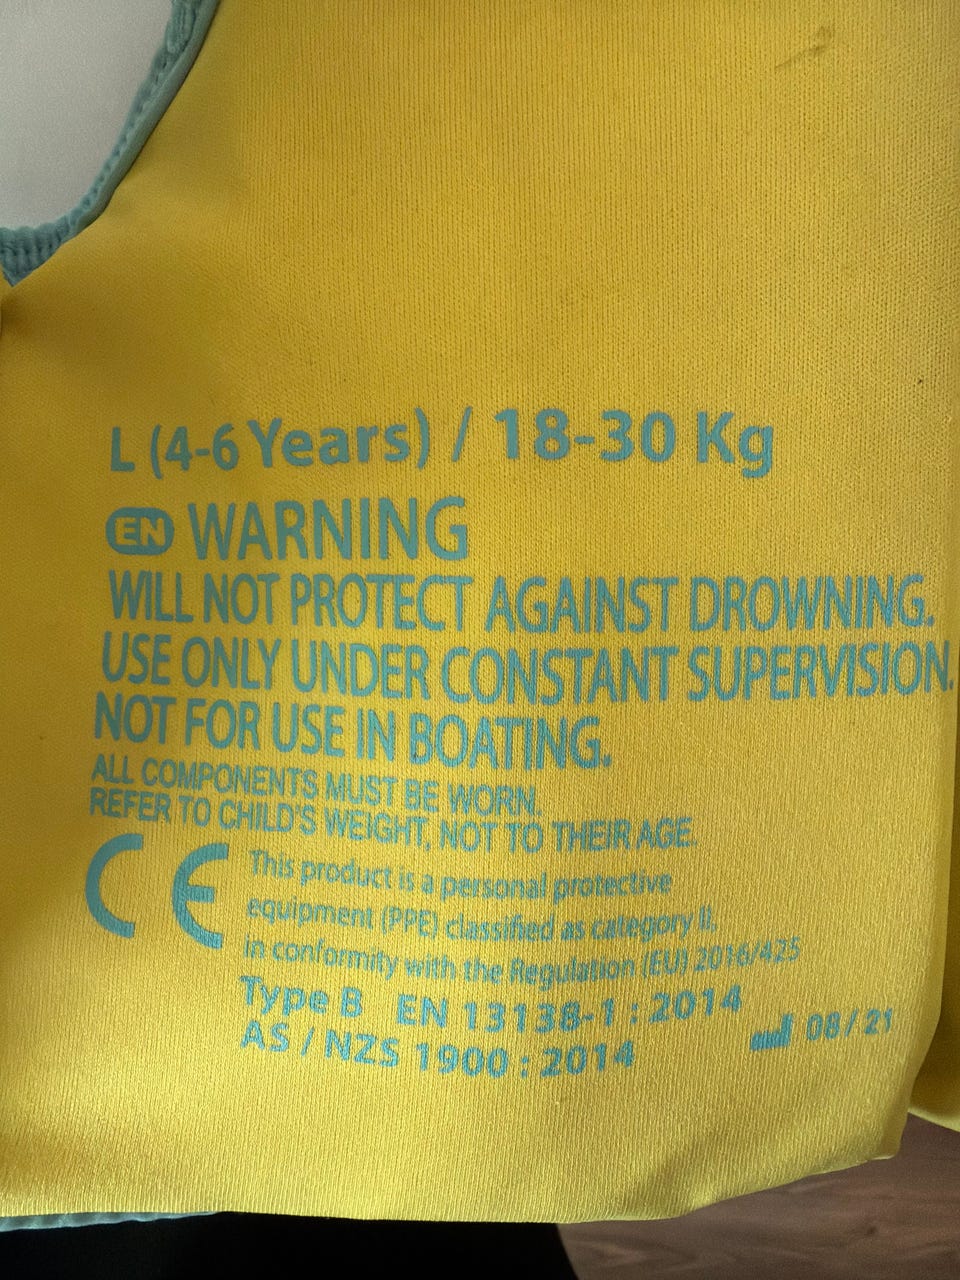 L (4-6 Years) / 18-30 Kg
EN WARNING
WILL NOT PROTECT AGAINST DROWNING.
USE ONLY UNDER CONSTANT SUPERVISION.
NOT FOR USE IN BOATING.
ALL COMPONENTS MUST BE WORN.
REFER TO CHILD'S WEIGHT, NOT TO THEIR AGE.
CE
This product is a personal protective
equipment (PPE) classified as category II,
in conformity with the Regulation (EU) 2016/425
Type B EN 13138-1 : 2014
AS / NZS 1900 : 2014
08 / 21